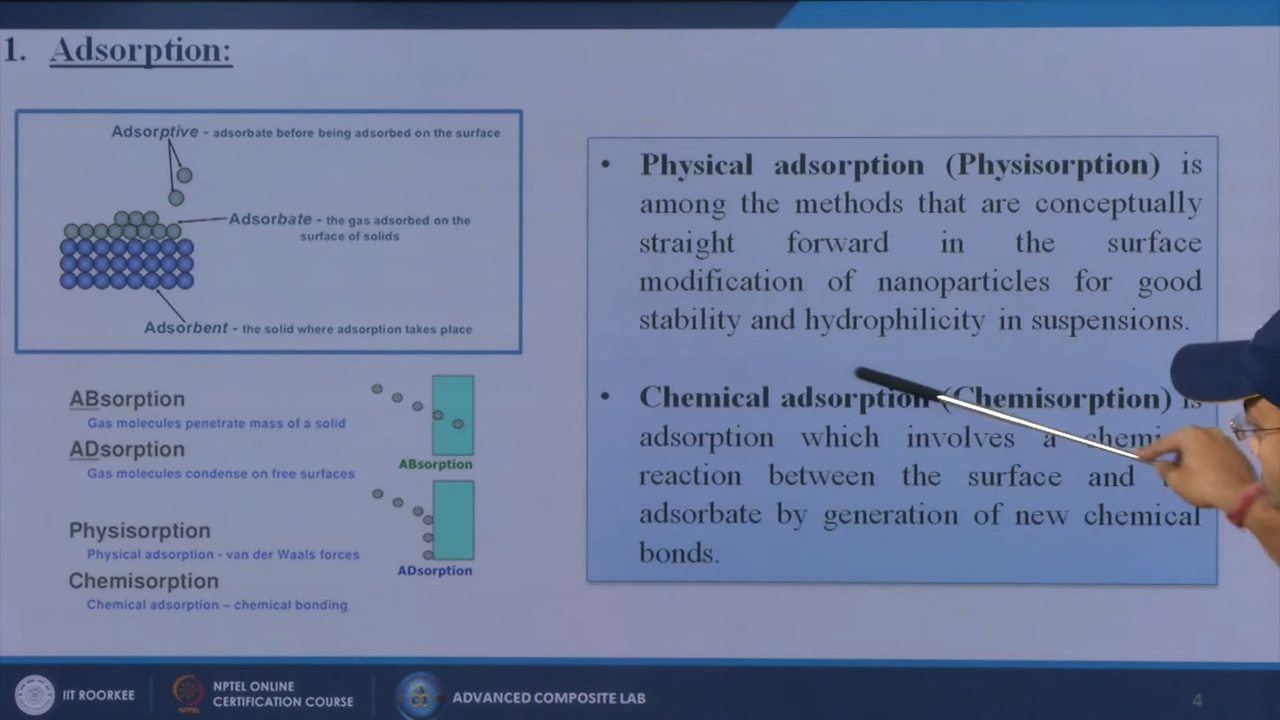 1. Adsorption:
Adsorptive - adsorbate before being adsorbed on the surface
Adsorbate - the gas adsorbed on the
surface of solids
Adsorbent - the solid where adsorption takes place
ABsorption
Gas molecules penetrate mass of a solid
ADsorption
Gas molecules condense on free surfaces
ABsorption
Physisorption
Physical adsorption - van der Waals forces
Chemisorption
Chemical adsorption – chemical bonding
ADsorption
• Physical adsorption (Physisorption) is
among the methods that are conceptually
straight forward in the surface
modification of nanoparticles for good
stability and hydrophilicity in suspensions.
• Chemical adsorption (Chemisorption) is
adsorption which involves a chemi
reaction between the surface and
adsorbate by generation of new chemical
bonds.
IIT ROORKEE
NPTEL ONLINE
CERTIFICATION COURSE
NPTEL
ADVANCED COMPOSITE LAB
4